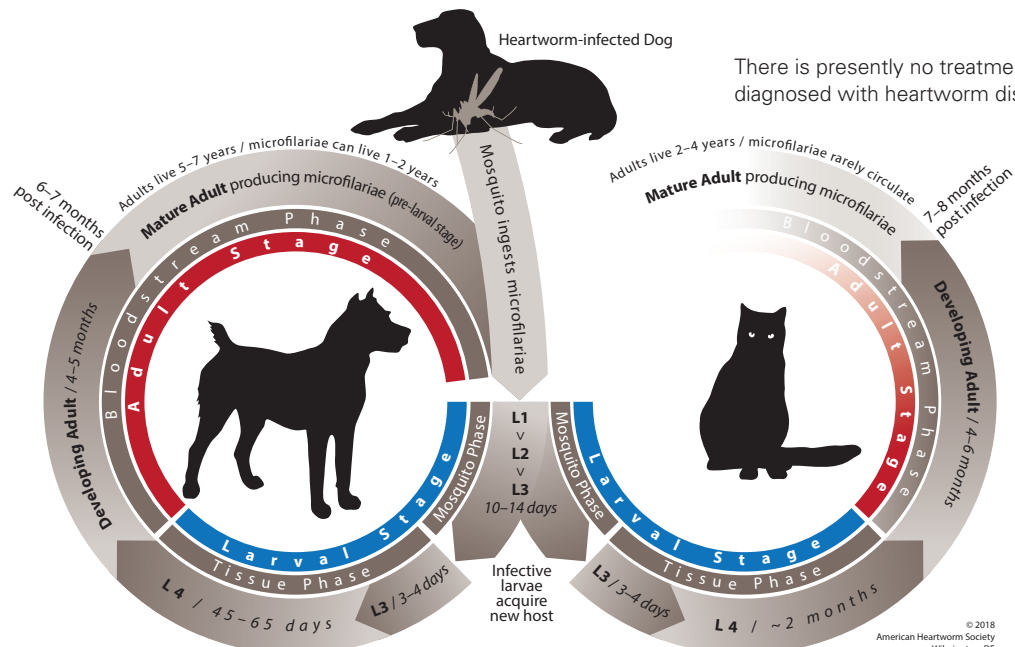 Heartworm-infected Dog
There is presently no treatme
diagnosed with heartworm dis
Mosquito ingests microfilariae
6–7 months
post infection
Adults live 5–7 years / microfilariae can live 1–2 years
Mature Adult producing microfilariae (pre-larval stage)
Bloodstream Phase
Adult Stage
Developing Adult / 4–5 months
Larval Stage
Tissue Phase
Mosquito Phase
L4 / 45–65 days
L3 / 3–4 days
L1
v
L2
v
L3
10–14 days
Infective
larvae
acquire
new host
Adults live 2–4 years / microfilariae rarely circulate
Mature Adult producing microfilariae
7–8 months
post infection
Bloodstream Phase
Adult Stage
Developing Adult / 4–6 months
Mosquito Phase
Larval Stage
Tissue Phase
L3 / 3–4 days
L4 / ~2 months
© 2018
American Heartworm Society